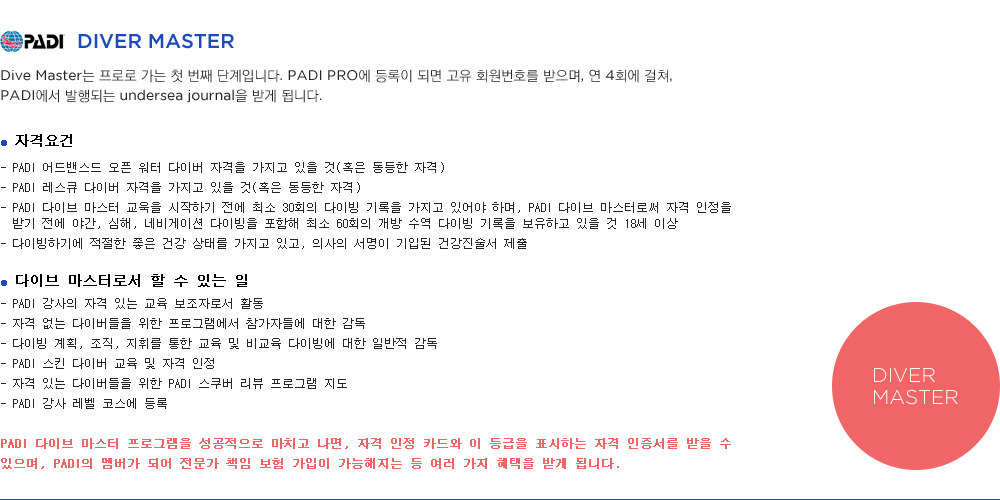 PADI DIVER MASTER
Dive Master는 프로로 가는 첫 번째 단계입니다. PADI PRO에 등록이 되면 고유 회원번호를 받으며, 연 4회에 걸쳐,
PADI에서 발행되는 undersea journal을 받게 됩니다.
● 자격요건
- PADI 어드밴스드 오픈 워터 다이버 자격을 가지고 있을 것(혹은 동등한 자격)
- PADI 레스큐 다이버 자격을 가지고 있을 것(혹은 동등한 자격)
- PADI 다이브 마스터 교육을 시작하기 전에 최소 30회의 다이빙 기록을 가지고 있어야 하며, PADI 다이브 마스터로써 자격 인정을
받기 전에 야간, 심해, 네비게이션 다이빙을 포함해 최소 60회의 개방 수역 다이빙 기록을 보유하고 있을 것 18세 이상
- 다이빙하기에 적절한 좋은 건강 상태를 가지고 있고, 의사의 서명이 기입된 건강진술서 제출
● 다이브 마스터로서 할 수 있는 일
- PADI 강사의 자격 있는 교육 보조자로서 활동
- 자격 없는 다이버들을 위한 프로그램에서 참가자들에 대한 감독
- 다이빙 계획, 조직, 지휘를 통한 교육 및 비교육 다이빙에 대한 일반적 감독
- PADI 스킨 다이버 교육 및 자격 인정
- 자격 있는 다이버들을 위한 PADI 스쿠버 리뷰 프로그램 지도
- PADI 강사 레벨 코스에 등록
DIVER
MASTER
PADI 다이브 마스터 프로그램을 성공적으로 마치고 나면, 자격 인정 카드와 이 등급을 표시하는 자격 인증서를 받을 수
있으며, PADI의 멤버가 되어 전문가 책임 보험 가입이 가능해지는 등 여러 가지 혜택을 받게 됩니다.